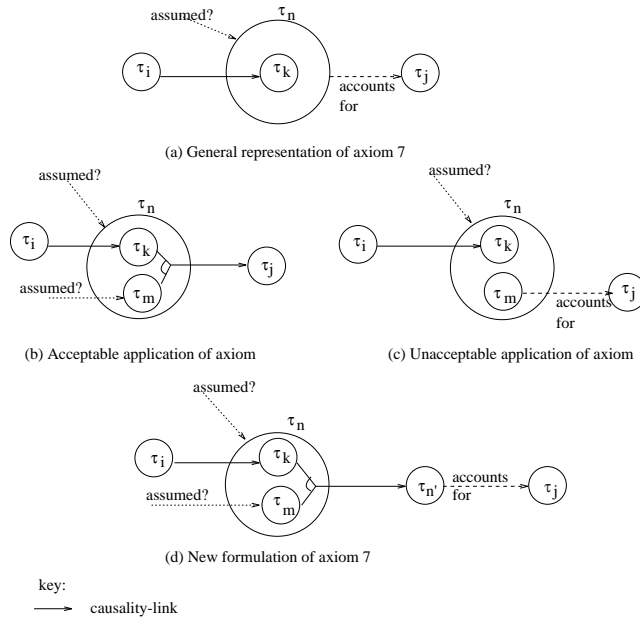 assumed?
τn
τi
τk
τj
accounts
for
(a) General representation of axiom 7
assumed?
τn
τi
τk
τj
assumed?
τm
(b) Acceptable application of axiom
assumed?
τn
τi
τk
τm
τj
accounts
for
(c) Unacceptable application of axiom
assumed?
τn
τi
τk
assumed?
τm
τn'
accounts
for
τj
(d) New formulation of axiom 7
key:
causality-link